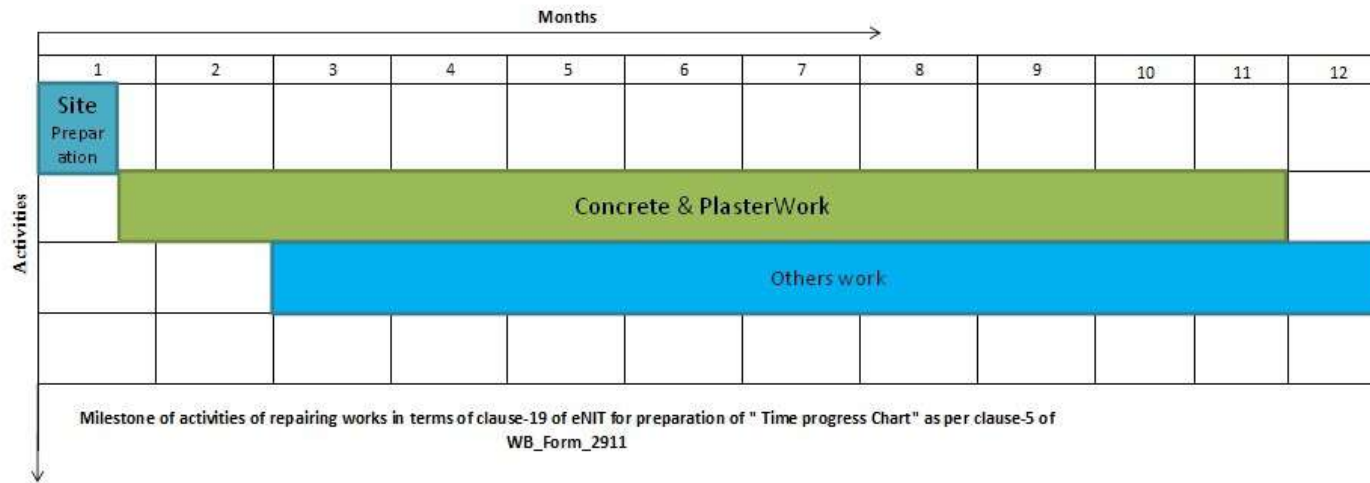 Months
1 2 3 4 5 6 7 8 9 10 11 12
Site
Prepar
ation
Concrete & PlasterWork
Others work
Activities
Milestone of activities of repairing works in terms of clause-19 of eNIT for preparation of " Time progress Chart" as per clause-5 of
WB_Form_2911